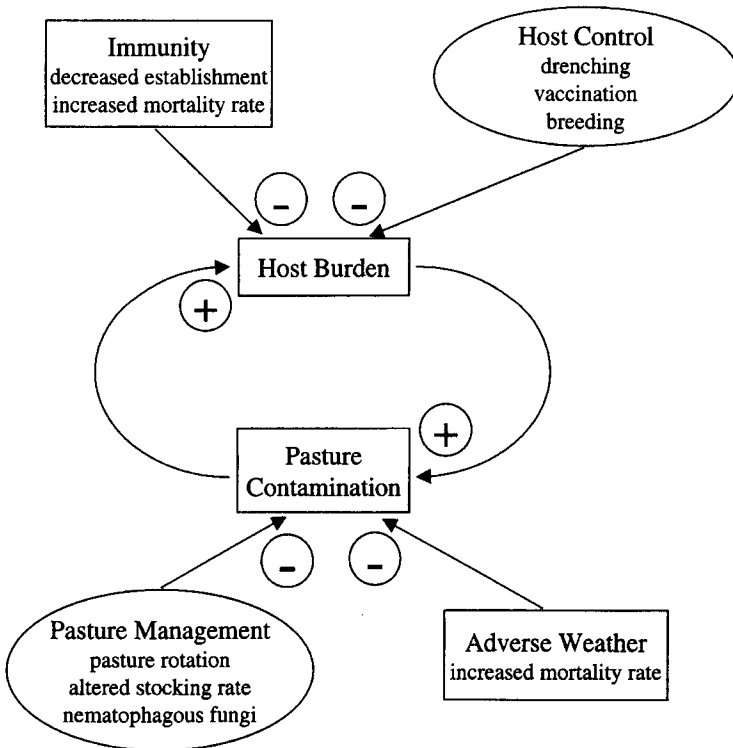 Immunity
decreased establishment
increased mortality rate
Host Control
drenching
vaccination
breeding
- -
Host Burden
+
+
Pasture
Contamination
- -
Pasture Management
pasture rotation
altered stocking rate
nematophagous fungi
Adverse Weather
increased mortality rate